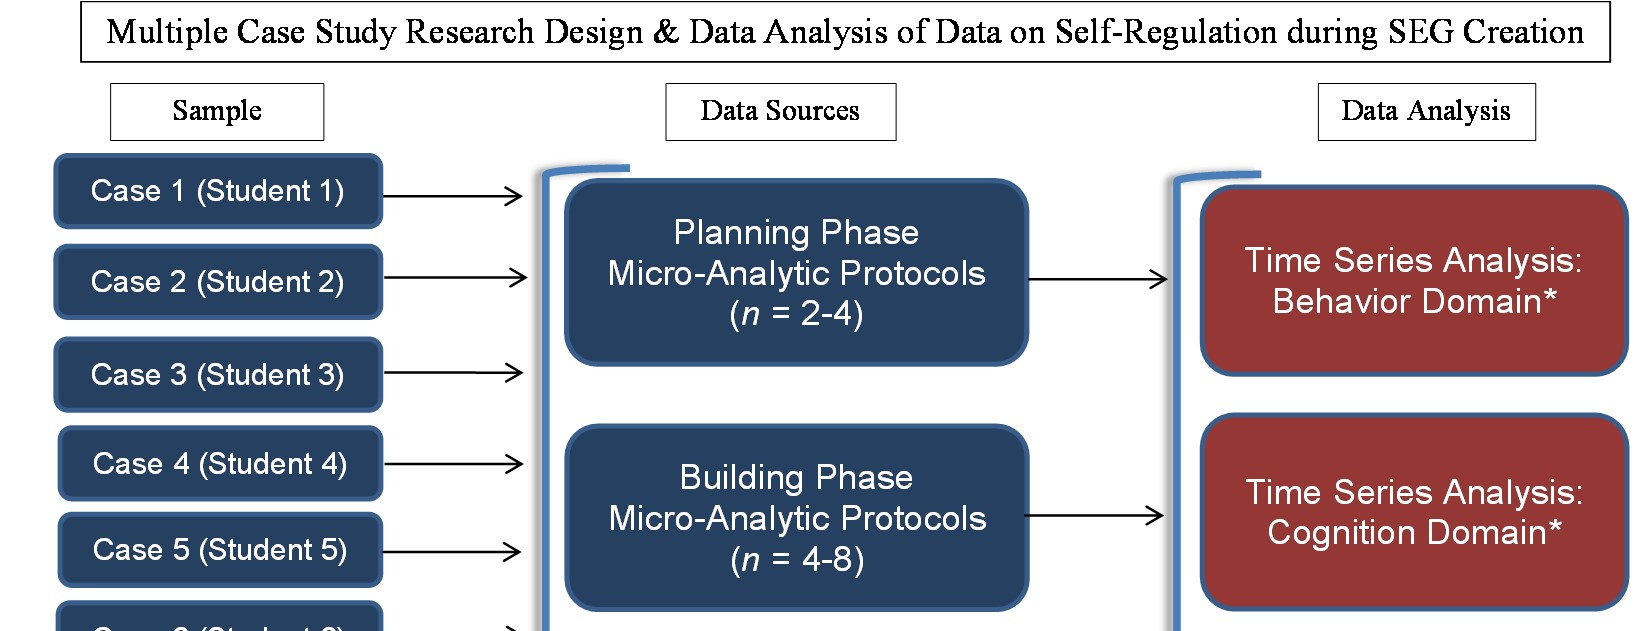 Multiple Case Study Research Design & Data Analysis of Data on Self-Regulation during SEG Creation
Sample
Data Sources
Data Analysis
Case 1 (Student 1)
Case 2 (Student 2)
Case 3 (Student 3)
Case 4 (Student 4)
Case 5 (Student 5)
Planning Phase
Micro-Analytic Protocols
(n = 2-4)
Building Phase
Micro-Analytic Protocols
(n = 4-8)
Time Series Analysis:
Behavior Domain*
Time Series Analysis:
Cognition Domain*